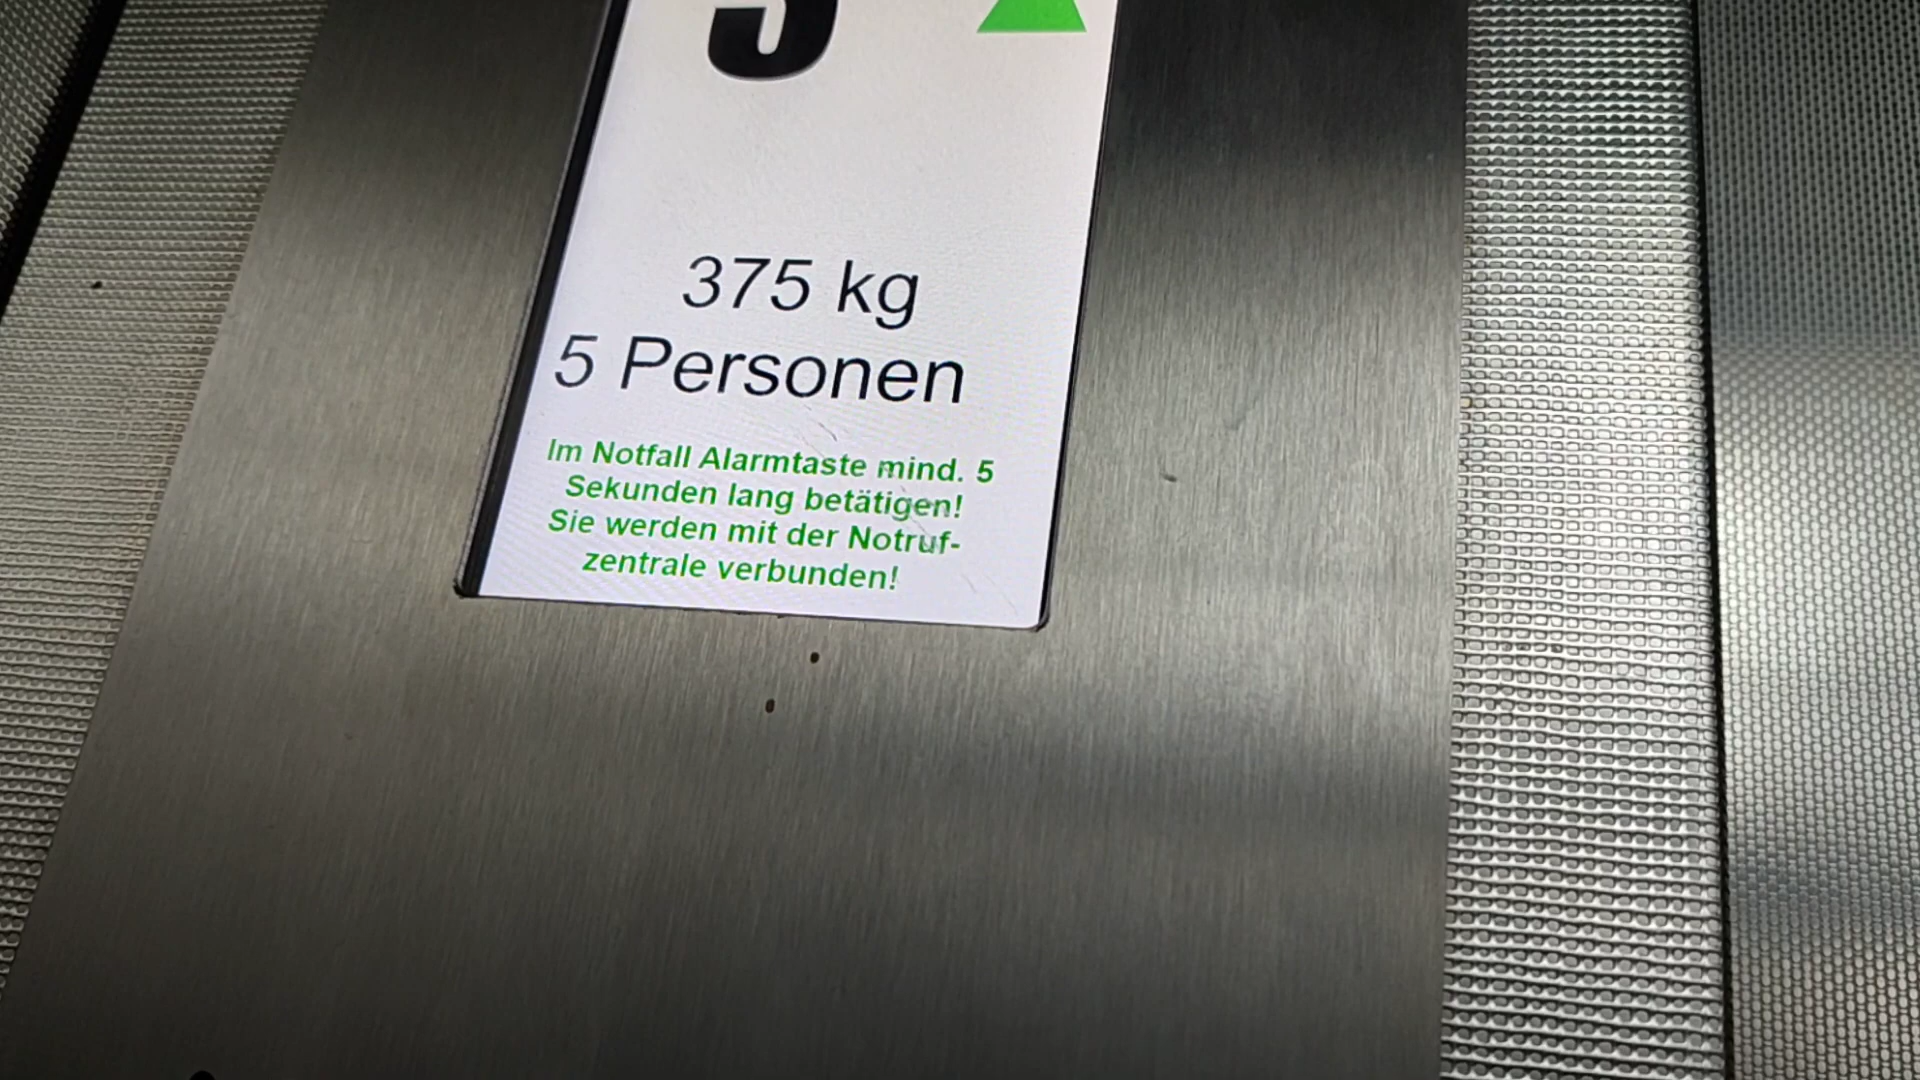 375 kg
5 Personen
Im Notfall Alarmtaste mind. 5
Sekunden lang betätigen!
Sie werden mit der Notruf-
zentrale verbunden!